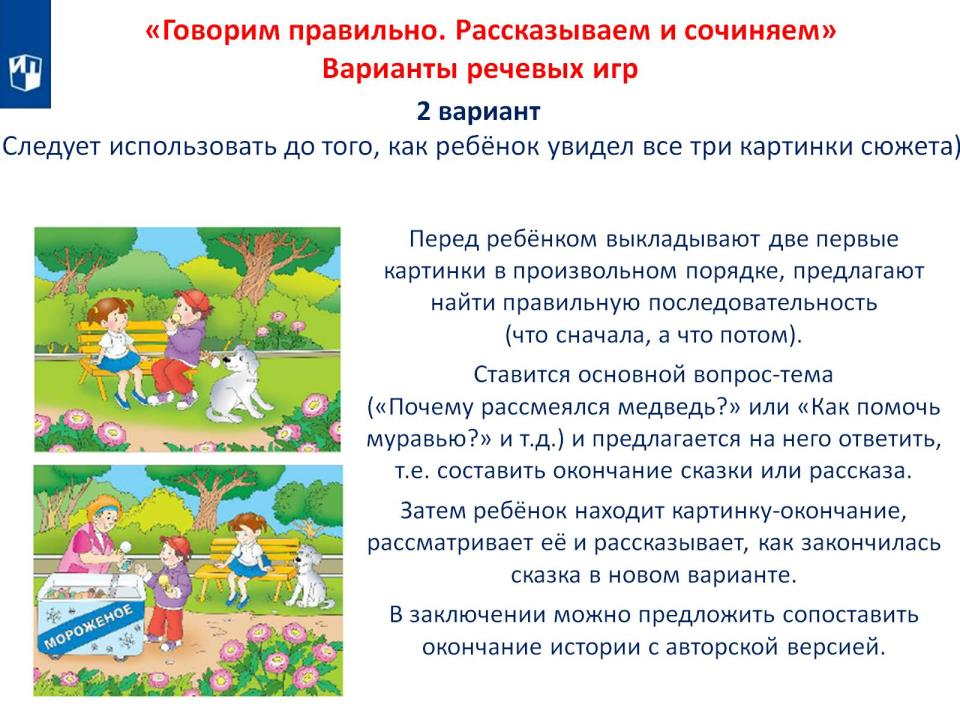 «Говорим правильно. Рассказываем и сочиняем»
Варианты речевых игр
2 вариант
Следует использовать до того, как ребёнок увидел все три картинки сюжета)
Перед ребёнком выкладывают две первые
картинки в произвольном порядке, предлагают
найти правильную последовательность
(что сначала, а что потом).
Ставится основной вопрос-тема
(«Почему рассмеялся медведь?» или «Как помочь
муравью?» и т.д.) и предлагается на него ответить,
т.е. составить окончание сказки или рассказа.
Затем ребёнок находит картинку-окончание,
рассматривает её и рассказывает, как закончилась
сказка в новом варианте.
В заключении можно предложить сопоставить
окончание истории с авторской версией.
МОРОЖЕНОЕ